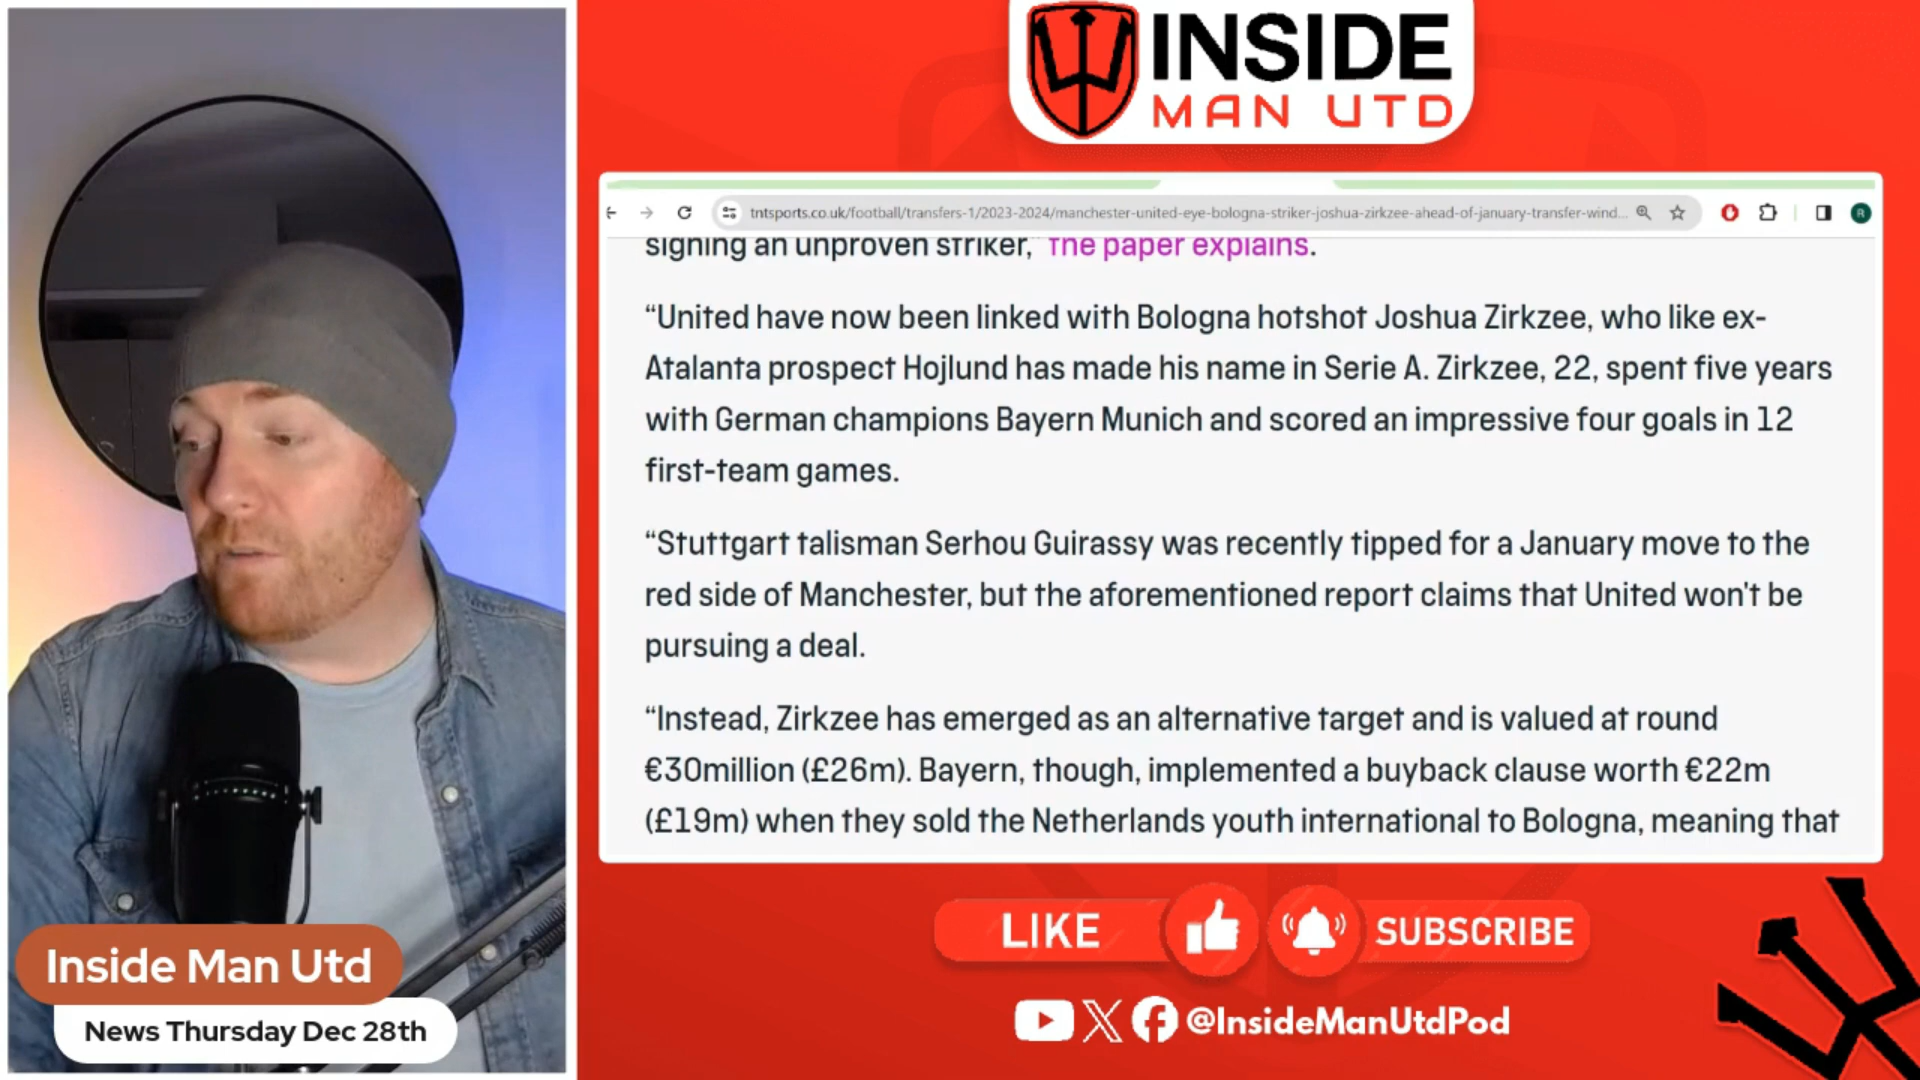 INSIDE
MAN UTD
tntsports.co.uk/football/transfers-1/2023-2024/manchester-united-eye-bologna-striker-joshua-zirkzee-ahead-of-january-transfer-wind...
R
signing an unproven striker,” the paper explains.
“United have now been linked with Bologna hotshot Joshua Zirkzee, who like ex-
Atalanta prospect Hojlund has made his name in Serie A. Zirkzee, 22, spent five years
with German champions Bayern Munich and scored an impressive four goals in 12
first-team games.
“Stuttgart talisman Serhou Guirassy was recently tipped for a January move to the
red side of Manchester, but the aforementioned report claims that United won't be
pursuing a deal.
“Instead, Zirkzee has emerged as an alternative target and is valued at round
€30million (£26m). Bayern, though, implemented a buyback clause worth €22m
(£19m) when they sold the Netherlands youth international to Bologna, meaning that
LIKE
SUBSCRIBE
@InsideManUtdPod
Inside Man Utd
News Thursday Dec 28th